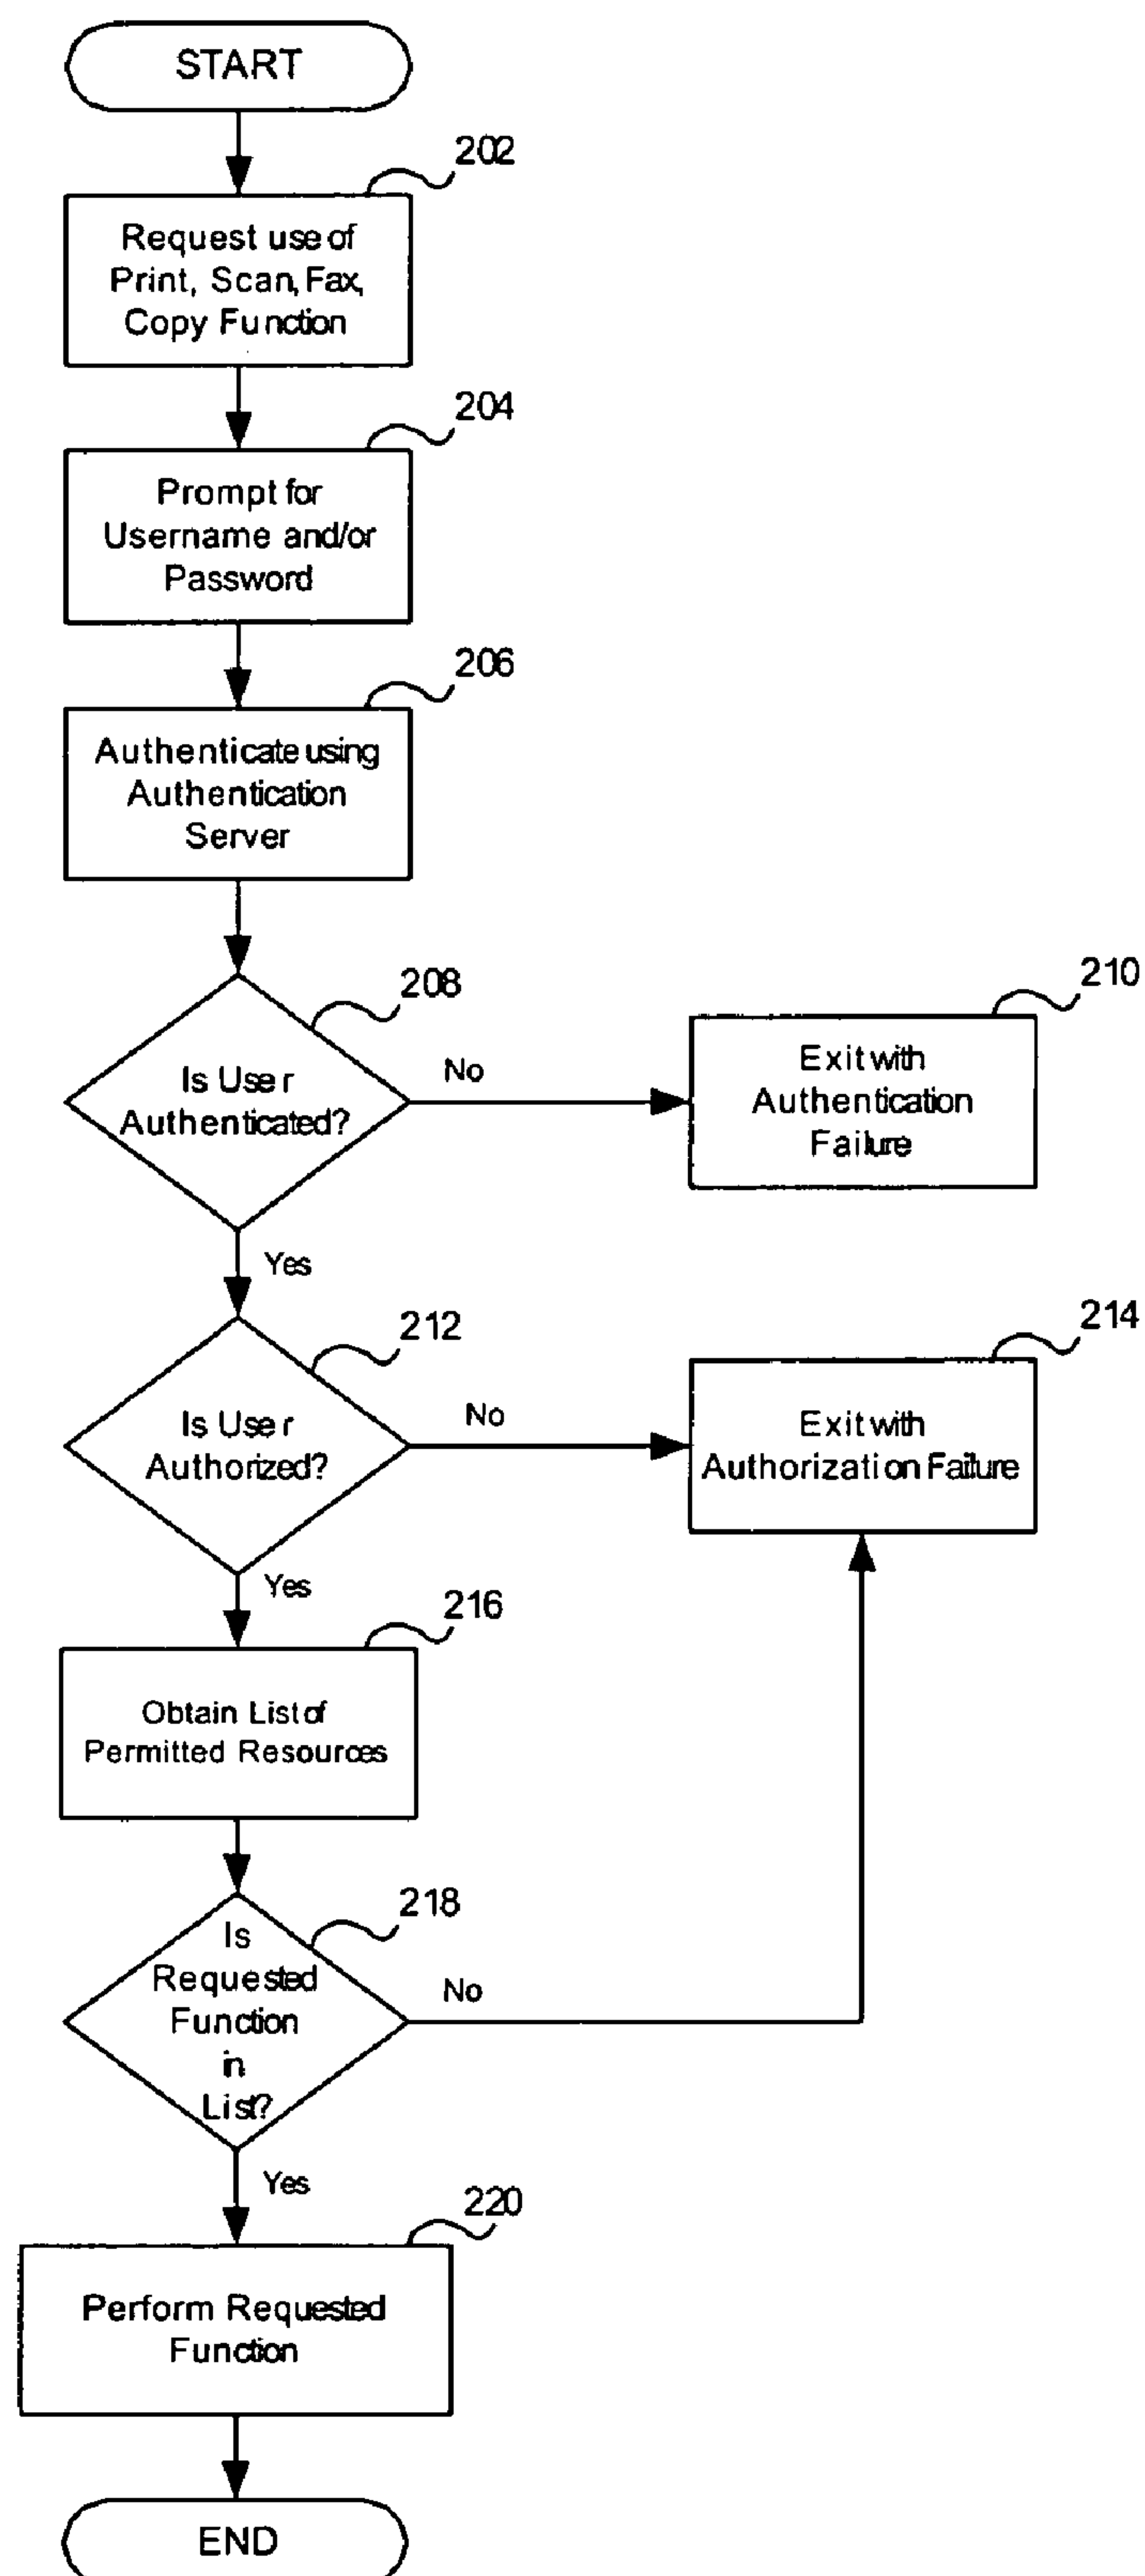 START
202
Request use of
Print, Scan, Fax,
Copy Function
204
Prompt for
Username and/or
Password
206
Authenticate using
Authentication
Server
208
Is User
Authenticated?
No
210
Exit with
Authentication
Failure
Yes
212
Is User
Authorized?
No
214
Exit with
Authorization Failure
Yes
216
Obtain List of
Permitted Resources
218
Is
Requested
Function
in
List?
No
Yes
220
Perform Requested
Function
END